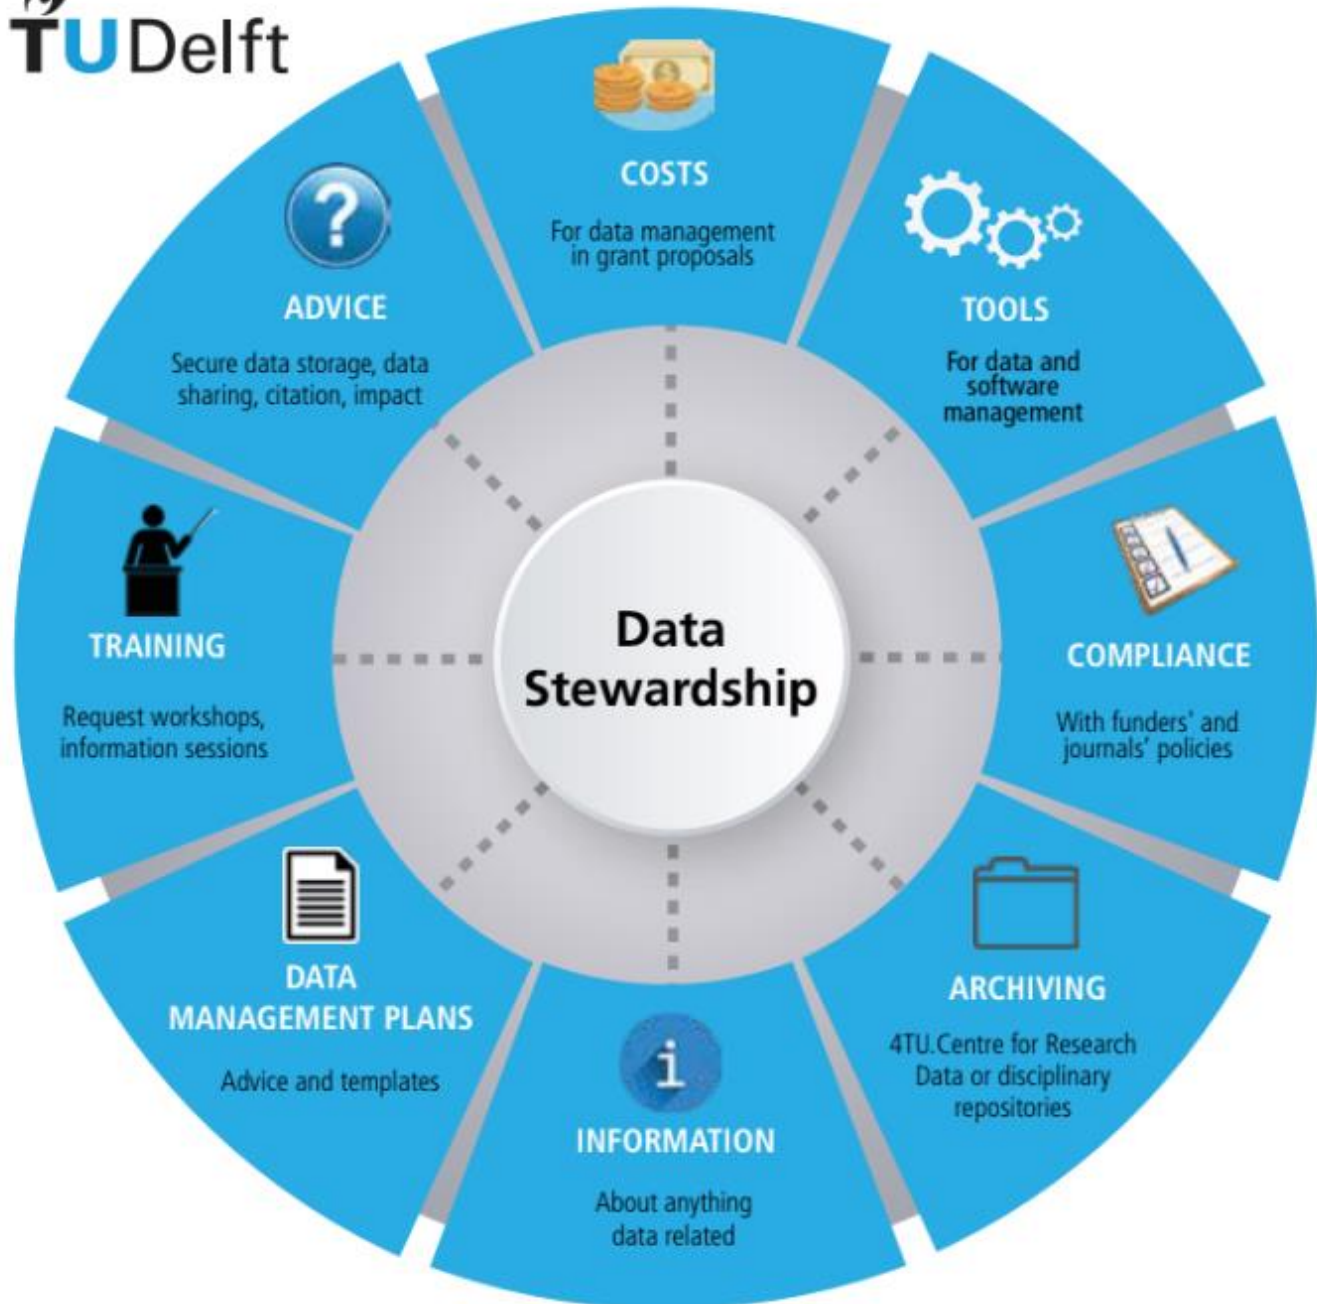 TUDelft
COSTS
For data management
in grant proposals
TOOLS
For data and
software
management
COMPLIANCE
With funders' and
journals' policies
ARCHIVING
4TU.Centre for Research
Data or disciplinary
repositories
INFORMATION
About anything
data related
DATA
MANAGEMENT PLANS
Advice and templates
TRAINING
Request workshops,
information sessions
ADVICE
Secure data storage, data
sharing, citation, impact
Data
Stewardship